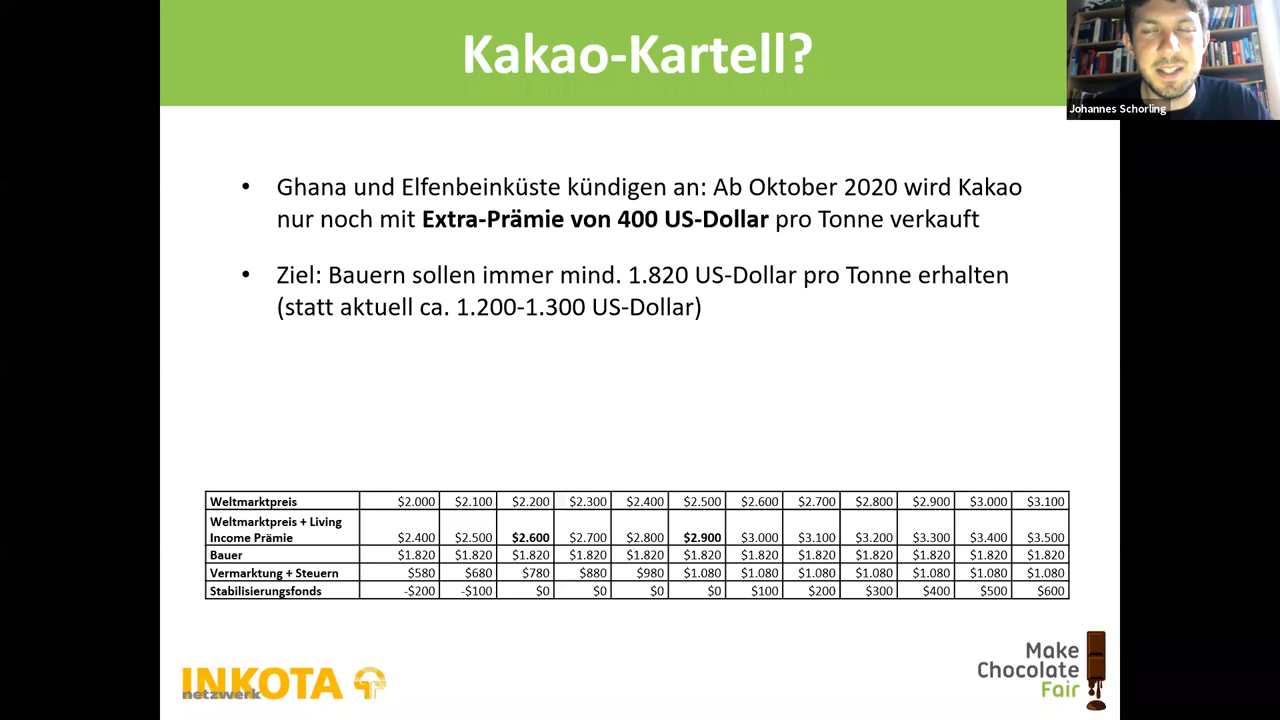 Kakao-Kartell?
Johannes Schorling
• Ghana und Elfenbeinküste kündigen an: Ab Oktober 2020 wird Kakao
nur noch mit Extra-Prämie von 400 US-Dollar pro Tonne verkauft
• Ziel: Bauern sollen immer mind. 1.820 US-Dollar pro Tonne erhalten
(statt aktuell ca. 1.200-1.300 US-Dollar)
Weltmarktpreis $2.000 $2.100 $2.200 $2.300 $2.400 $2.500 $2.600 $2.700 $2.800 $2.900 $3.000 $3.100
Weltmarktpreis + Living
Income Prämie $2.400 $2.500 $2.600 $2.700 $2.800 $2.900 $3.000 $3.100 $3.200 $3.300 $3.400 $3.500
Bauer $1.820 $1.820 $1.820 $1.820 $1.820 $1.820 $1.820 $1.820 $1.820 $1.820 $1.820 $1.820
Vermarktung + Steuern $580 $680 $780 $880 $980 $1.080 $1.080 $1.080 $1.080 $1.080 $1.080 $1.080
Stabilisierungsfonds -$200 -$100 $0 $0 $0 $0 $100 $200 $300 $400 $500 $600
INKOTA
netzwerk
Make
Chocolate
Fair